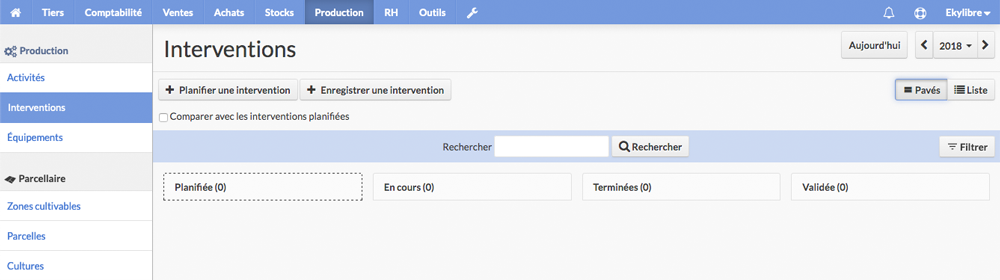 Tiers Comptabilité Ventes Achats Stocks Production RH Outils Ekylibre
Production
Activités
Interventions
Équipements
Parcellaire
Zones cultivables
Parcelles
Cultures
Interventions
Aujourd'hui 2018
Planifier une intervention Enregistrer une intervention Pavés Liste
Comparer avec les interventions planifiées
Rechercher Rechercher Filtrer
Planifiée (0) En cours (0) Terminées (0) Validée (0)